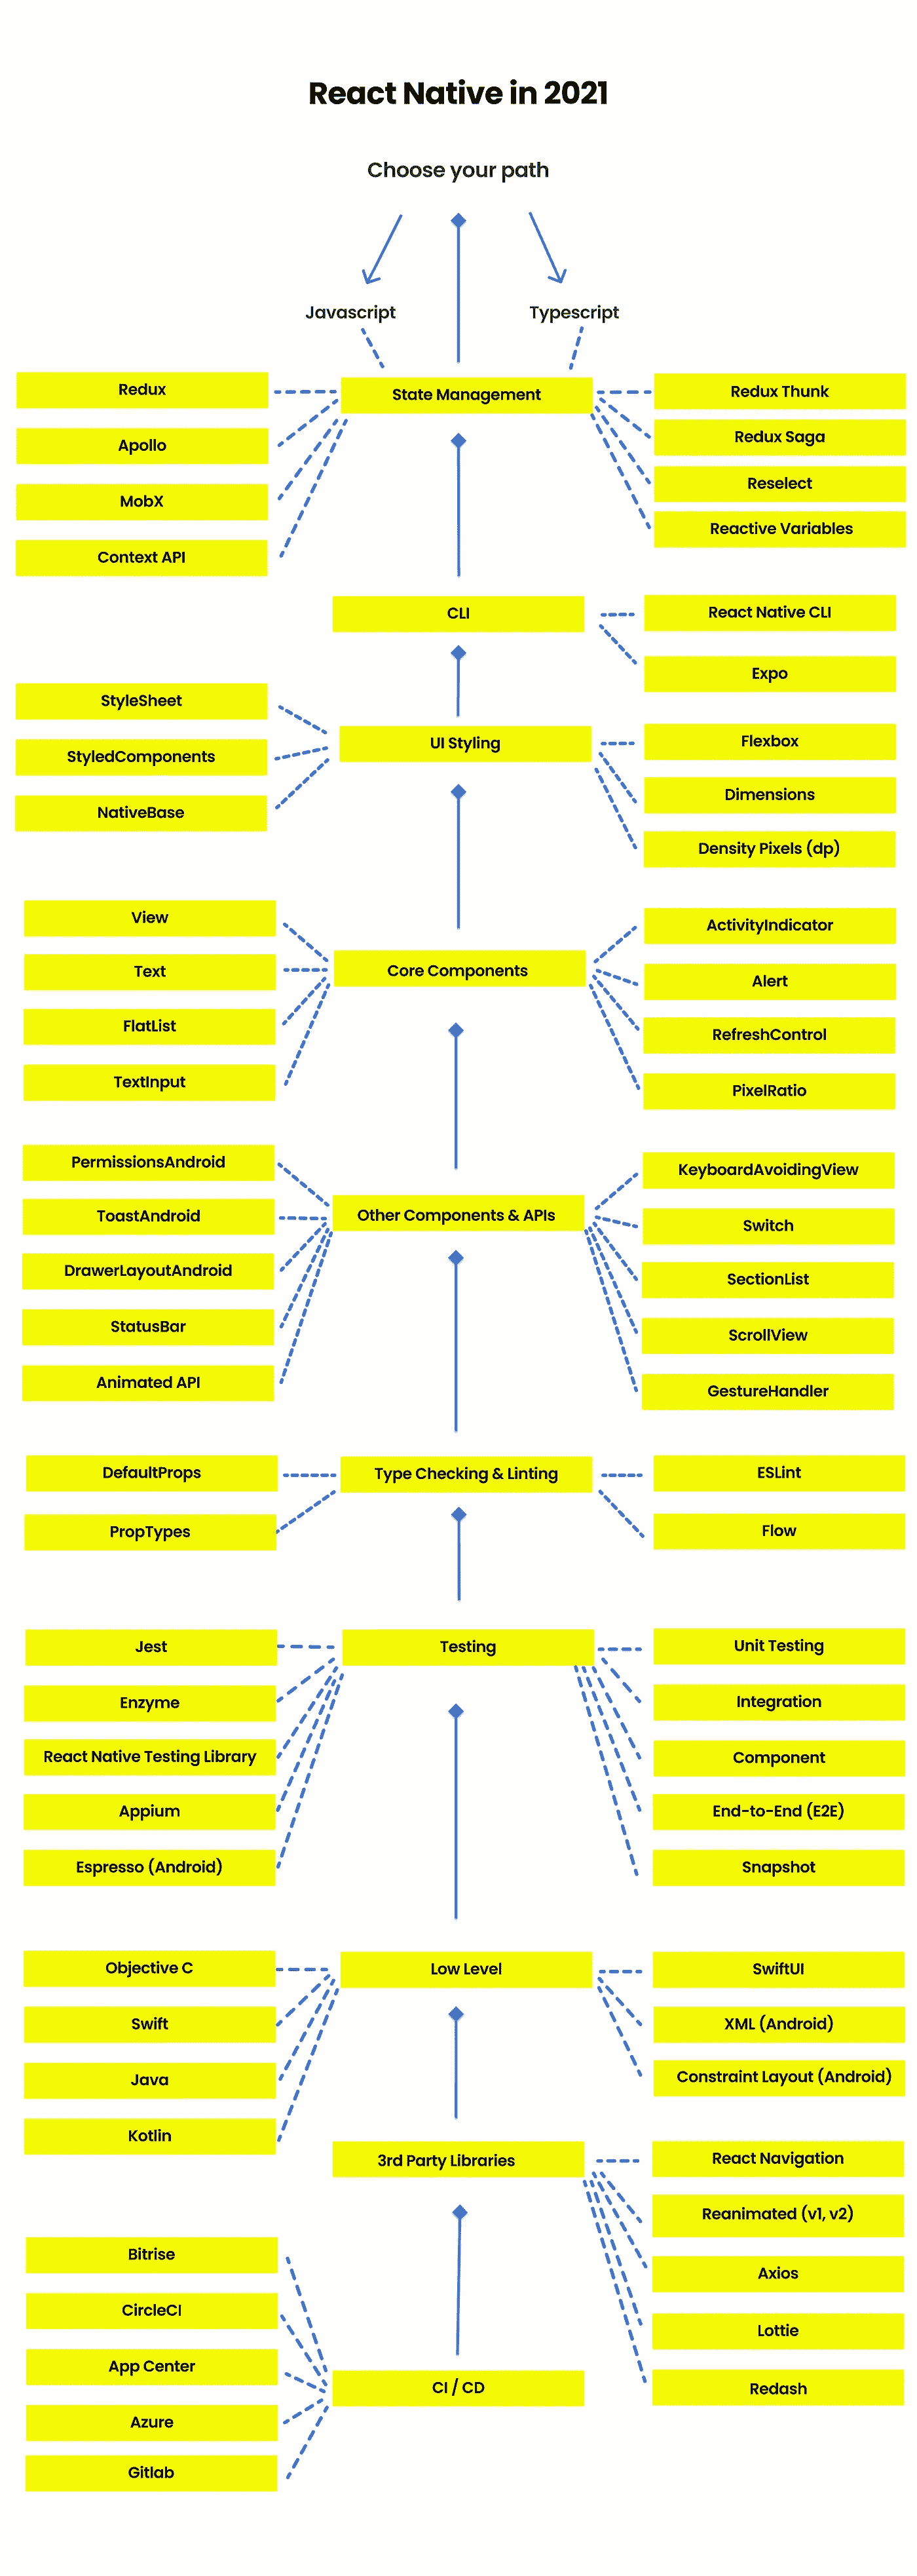 React Native in 2021
Choose your path
Javascript
Typescript
State Management
Redux
Apollo
MobX
Context API
Redux Thunk
Redux Saga
Reselect
Reactive Variables
CLI
React Native CLI
Expo
UI Styling
StyleSheet
StyledComponents
NativeBase
Flexbox
Dimensions
Density Pixels (dp)
Core Components
View
Text
FlatList
TextInput
ActivityIndicator
Alert
RefreshControl
PixelRatio
Other Components & APIs
PermissionsAndroid
ToastAndroid
DrawerLayoutAndroid
StatusBar
Animated API
KeyboardAvoidingView
Switch
SectionList
ScrollView
GestureHandler
Type Checking & Linting
DefaultProps
PropTypes
ESLint
Flow
Testing
Jest
Enzyme
React Native Testing Library
Appium
Espresso (Android)
Unit Testing
Integration
Component
End-to-End (E2E)
Snapshot
Low Level
Objective C
Swift
Java
Kotlin
SwiftUI
XML (Android)
Constraint Layout (Android)
3rd Party Libraries
React Navigation
Reanimated (v1, v2)
Axios
Lottie
Redash
CI / CD
Bitrise
CircleCI
App Center
Azure
Gitlab